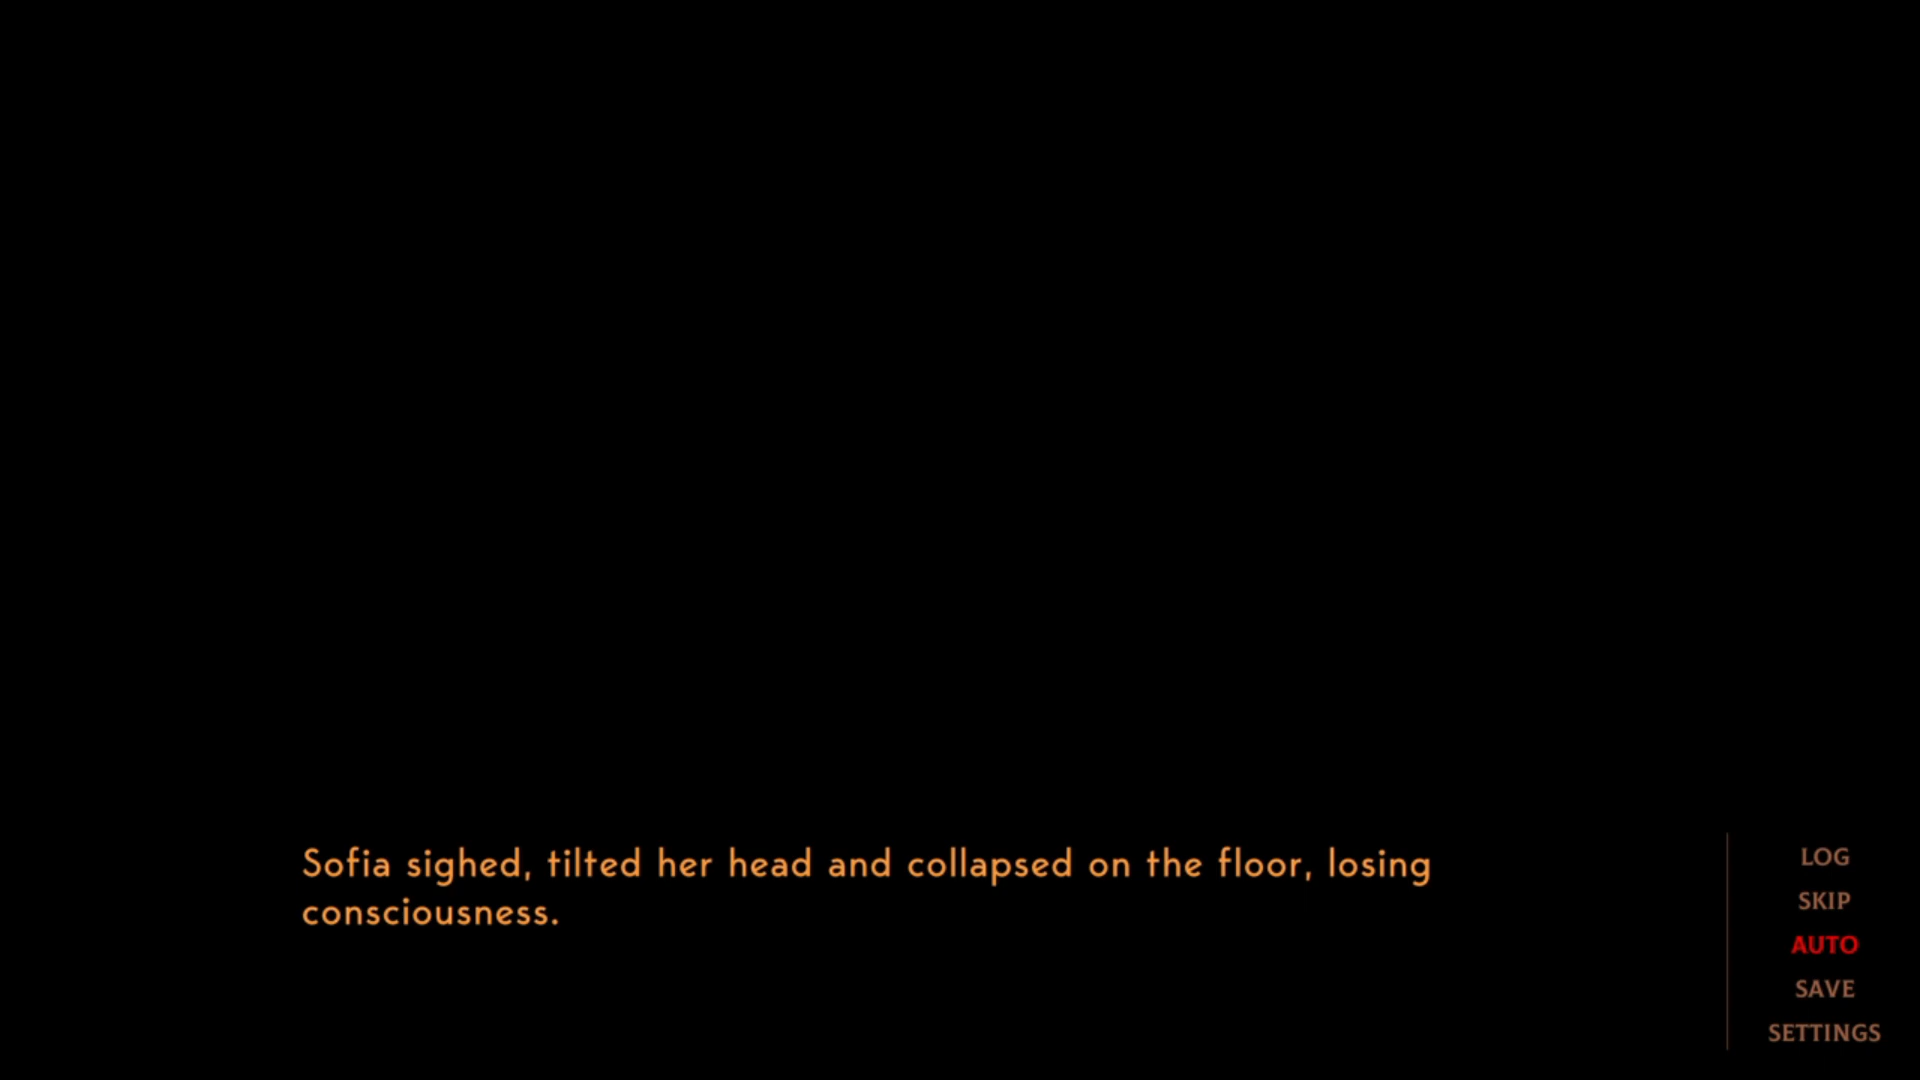 Sofia sighed, tilted her head and collapsed on the floor, losing
consciousness.
LOG
SKIP
AUTO
SAVE
SETTINGS